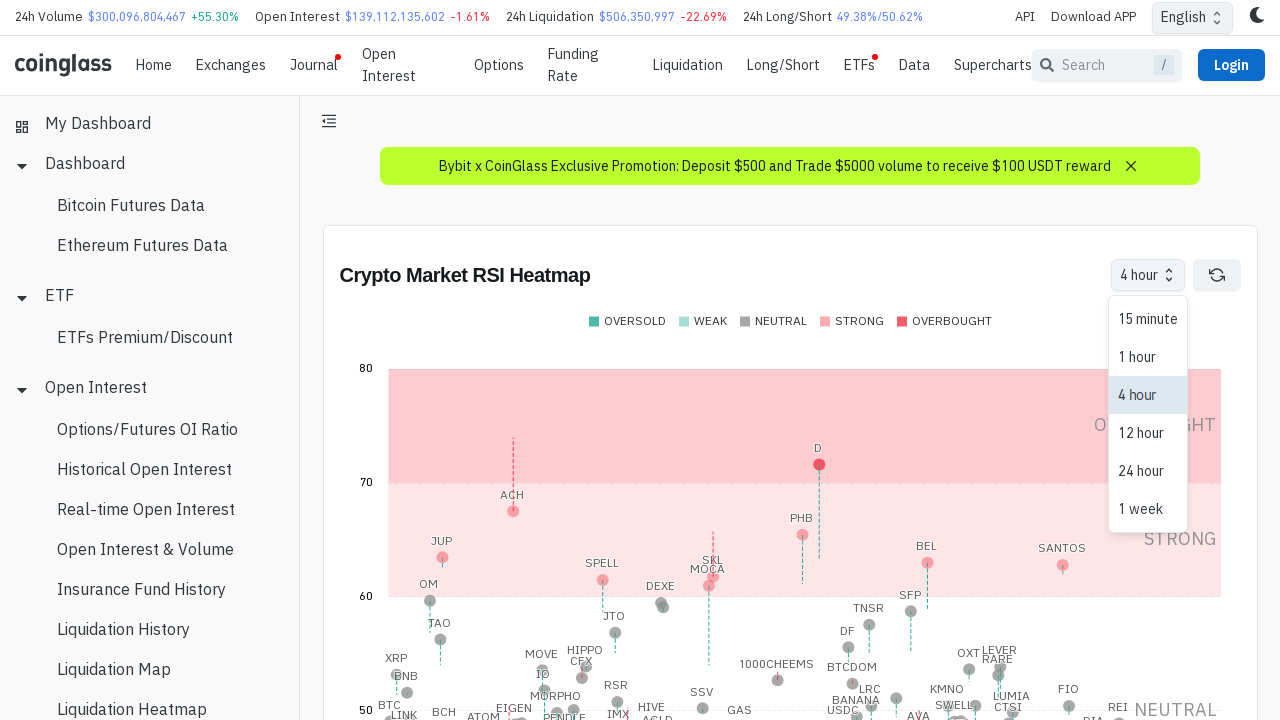 24h Volume $300,096,804,467 +55.30% Open Interest $139,112,135,602 -1.61% 24h Liquidation $506,350,997 -22.69% 24h Long/Short 49.38%/50.62% API Download APP English
coinglass Home Exchanges Journal Open Interest Options Funding Rate Liquidation Long/Short ETFs Data Supercharts Search / Login
My Dashboard
Dashboard
Bitcoin Futures Data
Ethereum Futures Data
ETF
ETFs Premium/Discount
Open Interest
Options/Futures OI Ratio
Historical Open Interest
Real-time Open Interest
Open Interest & Volume
Insurance Fund History
Liquidation History
Liquidation Map
Liquidation Heatmap
Bybit x CoinGlass Exclusive Promotion: Deposit $500 and Trade $5000 volume to receive $100 USDT reward
Crypto Market RSI Heatmap
4 hour
15 minute
1 hour
4 hour
12 hour
24 hour
1 week
OVERSOLD WEAK NEUTRAL STRONG OVERBOUGHT
80
D
ACH
70
PHB
STRONG
JUP
BEL
SANTOS
SKL
SPELL
MOCA
OM
DEXE
60
SFP
TNSR
JTO
TAO
DF
MOVE
HIPPO
LEVER
OXT
XRP
CFX
RARE
1000CHEEMS
BTCDOM
BNB
IO
RSR
SSV
LRC
KMNO
FIO
MORPHO
LUMIA
BANANA
BTC
EIGEN
HIVE
SWELL
CTSI
REI
50
BCH
GAS
USDC
NEUTRAL
LINK
ATOM
PENDLE
IMX
AVA